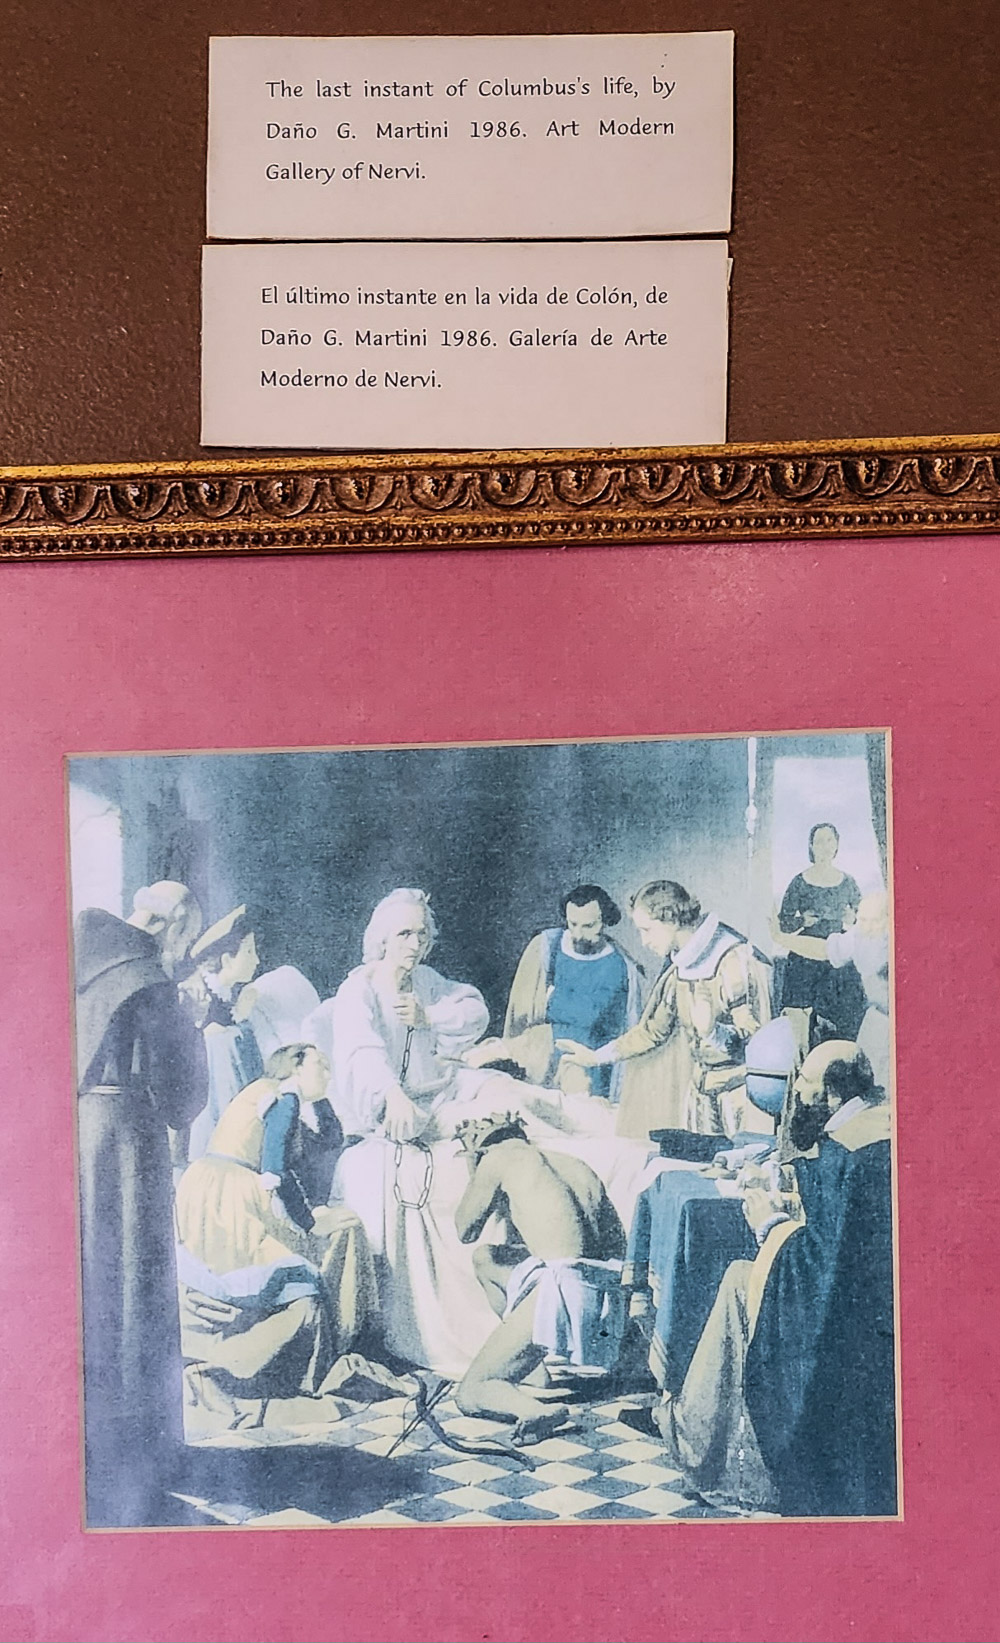 The last instant of Columbus's life, by
Daño G. Martini 1986. Art Modern
Gallery of Nervi.
El último instante en la vida de Colón, de
Daño G. Martini 1986. Galería de Arte
Moderno de Nervi.